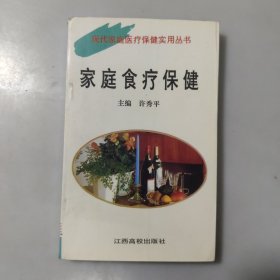 现代家庭医疗保健实用丛书
家庭食疗保健
主编 许秀平
江西高校出版社